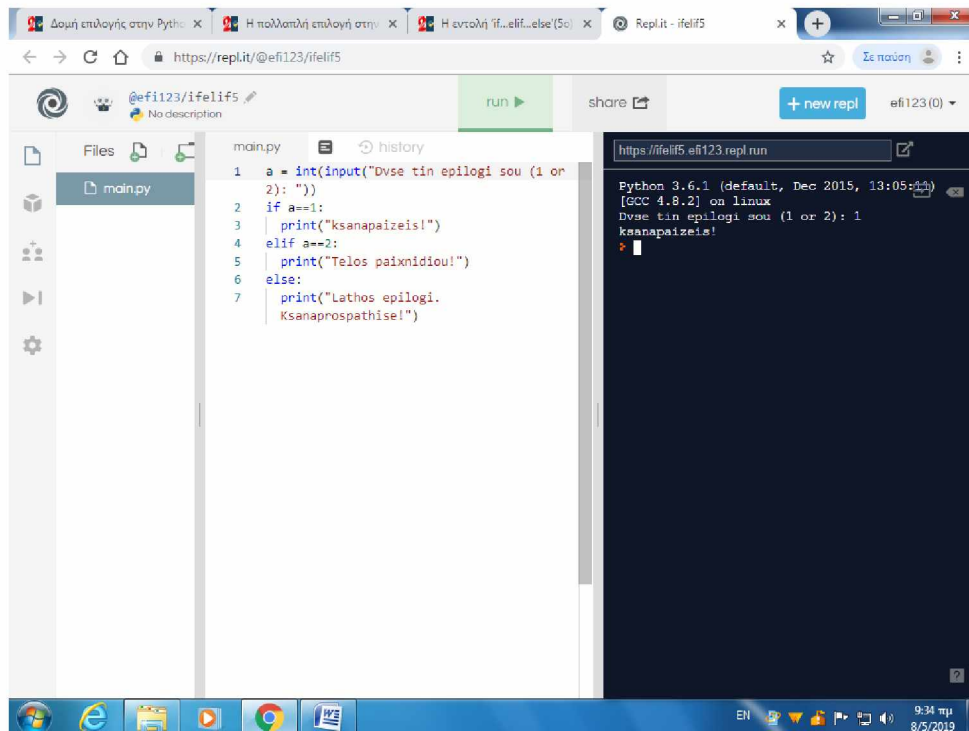 Δομή επιλογής στην Pytho
Η πολλαπλή επιλογή στην
Η εντολή 'if...elif...else'(5ο)
Repl.it - ifelif5
https://repl.it/@efi123/ifelif5
Σε παύση
@efi123/ifelif5
No description
run
share
+ new repl
efi123(0)
Files
main.py
main.py
history
1 a = int(input("Dvse tin epilogi sou (1 or
2): "))
2 if a==1:
3 print("ksanapaizeis!")
4 elif a==2:
5 print("Telos paixnidiou!")
6 else:
7 print("Lathos epilogi.
Ksanaprospathise!")
https://ifelif5.efi123.repl.run
Python 3.6.1 (default, Dec 2015, 13:05:11)
[GCC 4.8.2] on linux
Dvse tin epilogi sou (1 or 2): 1
ksanapaizeis!
?
EN
9:34 πμ
8/5/2019